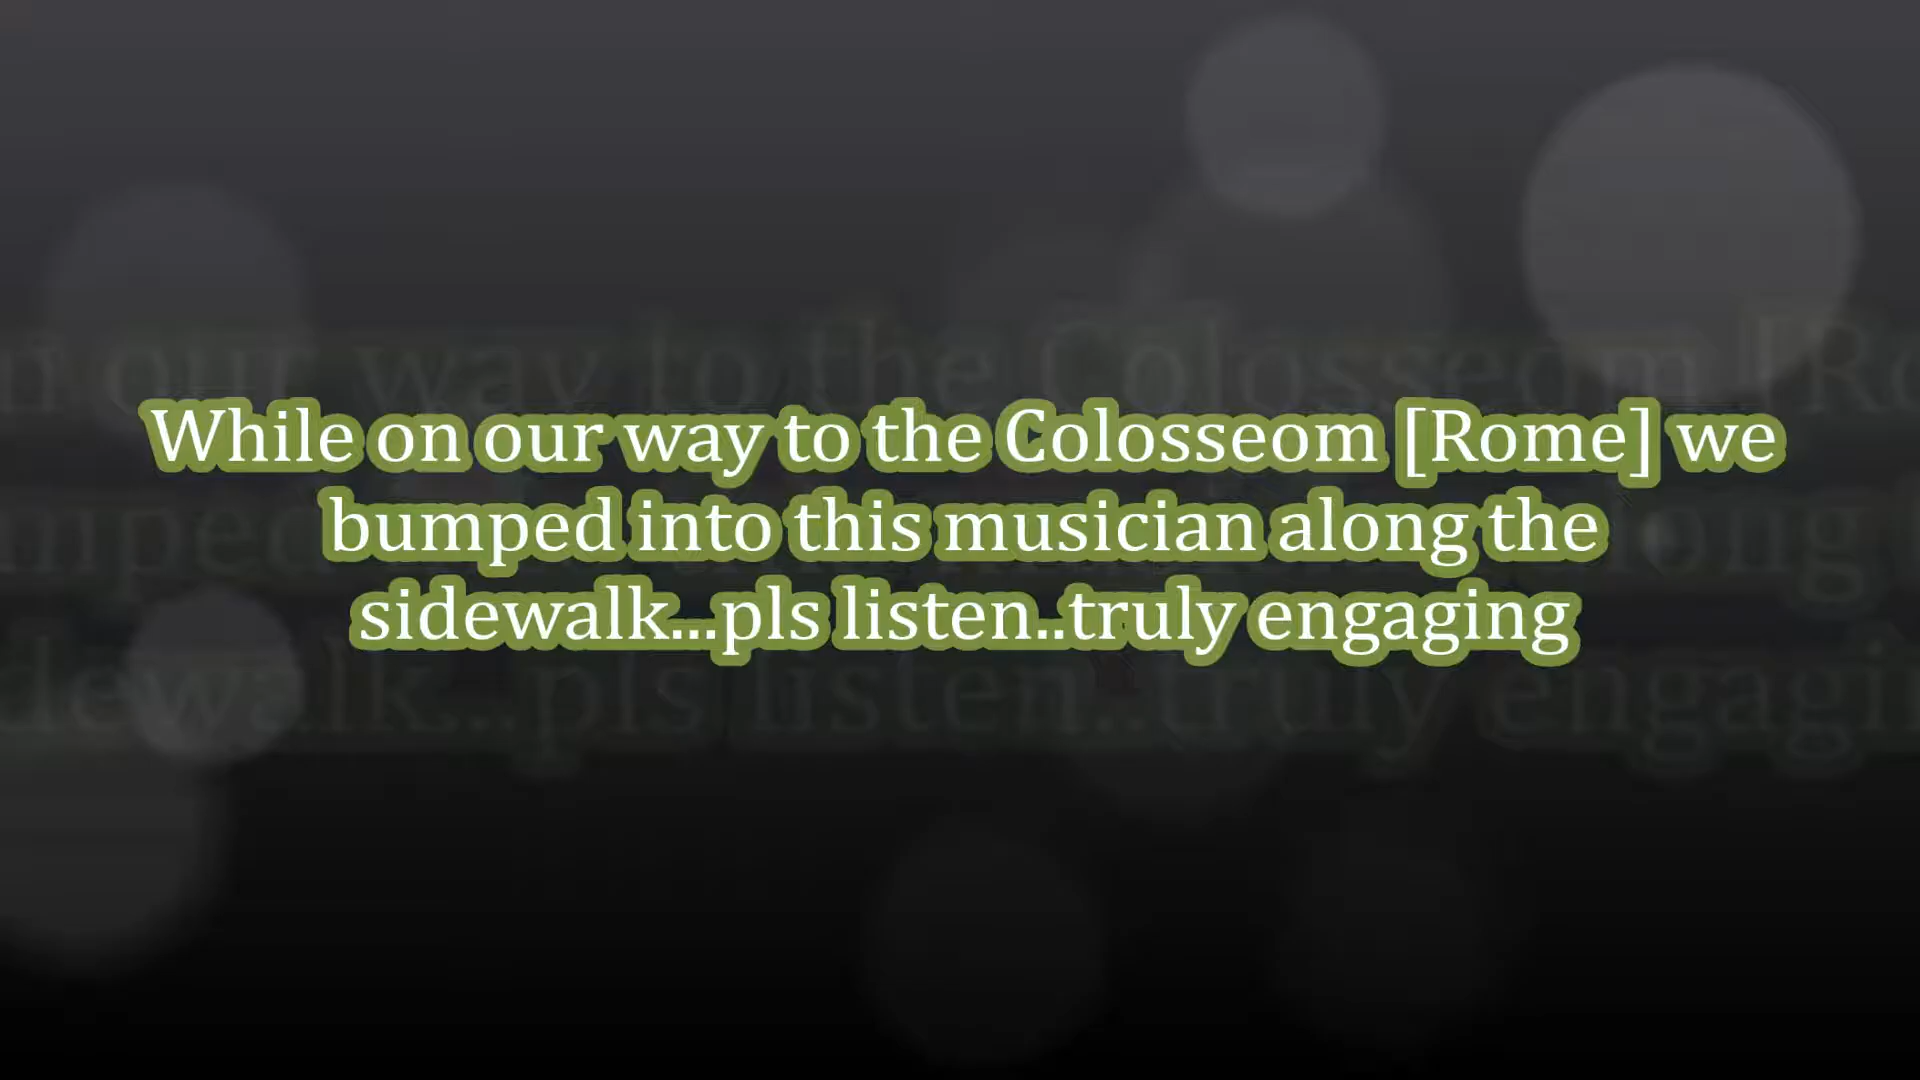 While on our way to the Colosseom [Rome] we
bumped into this musician along the
sidewalk...pls listen..truly engaging